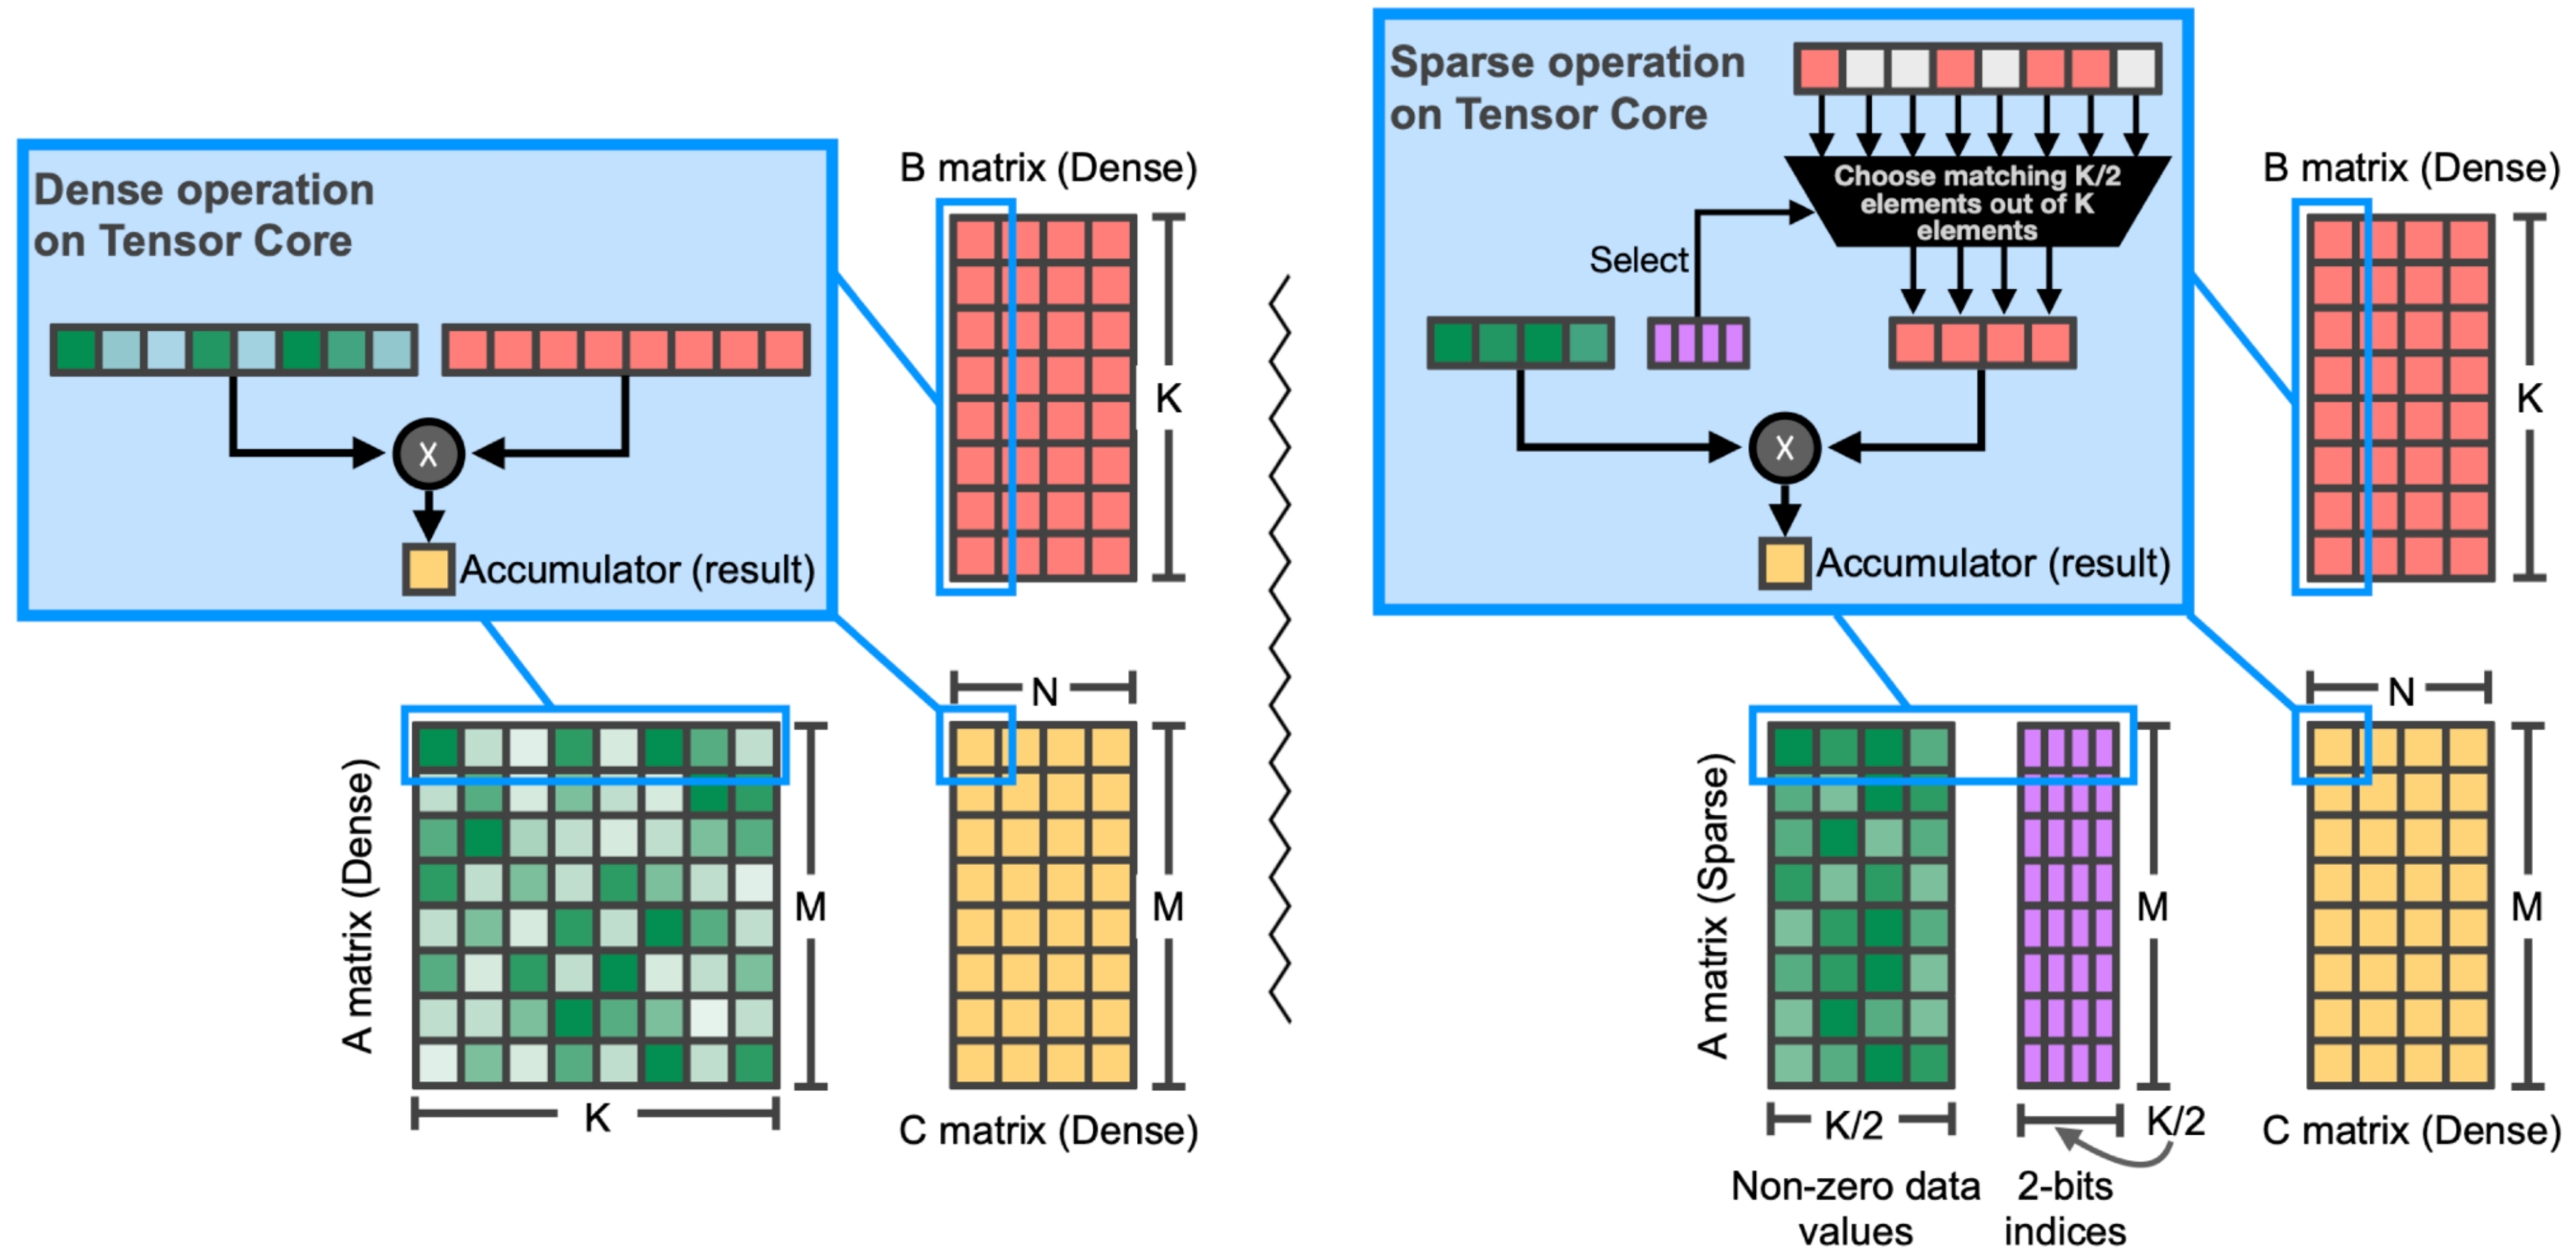 Dense operation
on Tensor Core
B matrix (Dense)
K
X
Accumulator (result)
N
A matrix (Dense)
M
M
K
C matrix (Dense)
Sparse operation
on Tensor Core
Choose matching K/2
elements out of K
elements
Select
B matrix (Dense)
K
X
Accumulator (result)
N
A matrix (Sparse)
M
M
K/2
K/2
Non-zero data
values
2-bits
indices
C matrix (Dense)